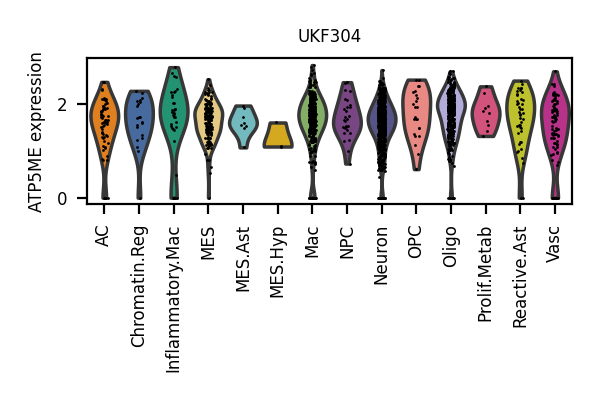 UKF304
ATP5ME expression
2
0
AC
Chromatin.Reg
Inflammatory.Mac
MES
MES.Ast
MES.Hyp
Mac
NPC
Neuron
OPC
Oligo
Prolif.Metab
Reactive.Ast
Vasc